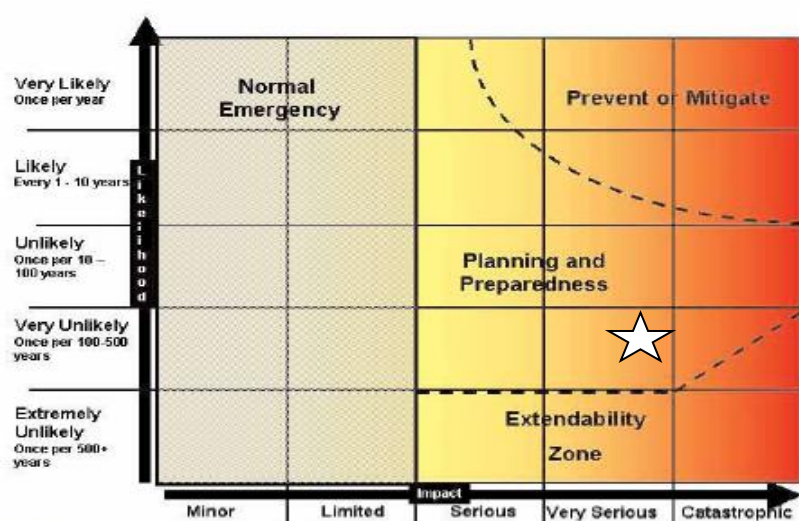 Very Likely
Once per year
Normal
Emergency
Prevent or Mitigate
Likely
Every 1 - 10 years
Likelihood
Unlikely
Once per 10 –
100 years
Planning and
Preparedness
Very Unlikely
Once per 100-500
years
Extremely
Unlikely
Once per 500+
years
Extendability
Zone
Impact
Minor
Limited
Serious
Very Serious
Catastrophic